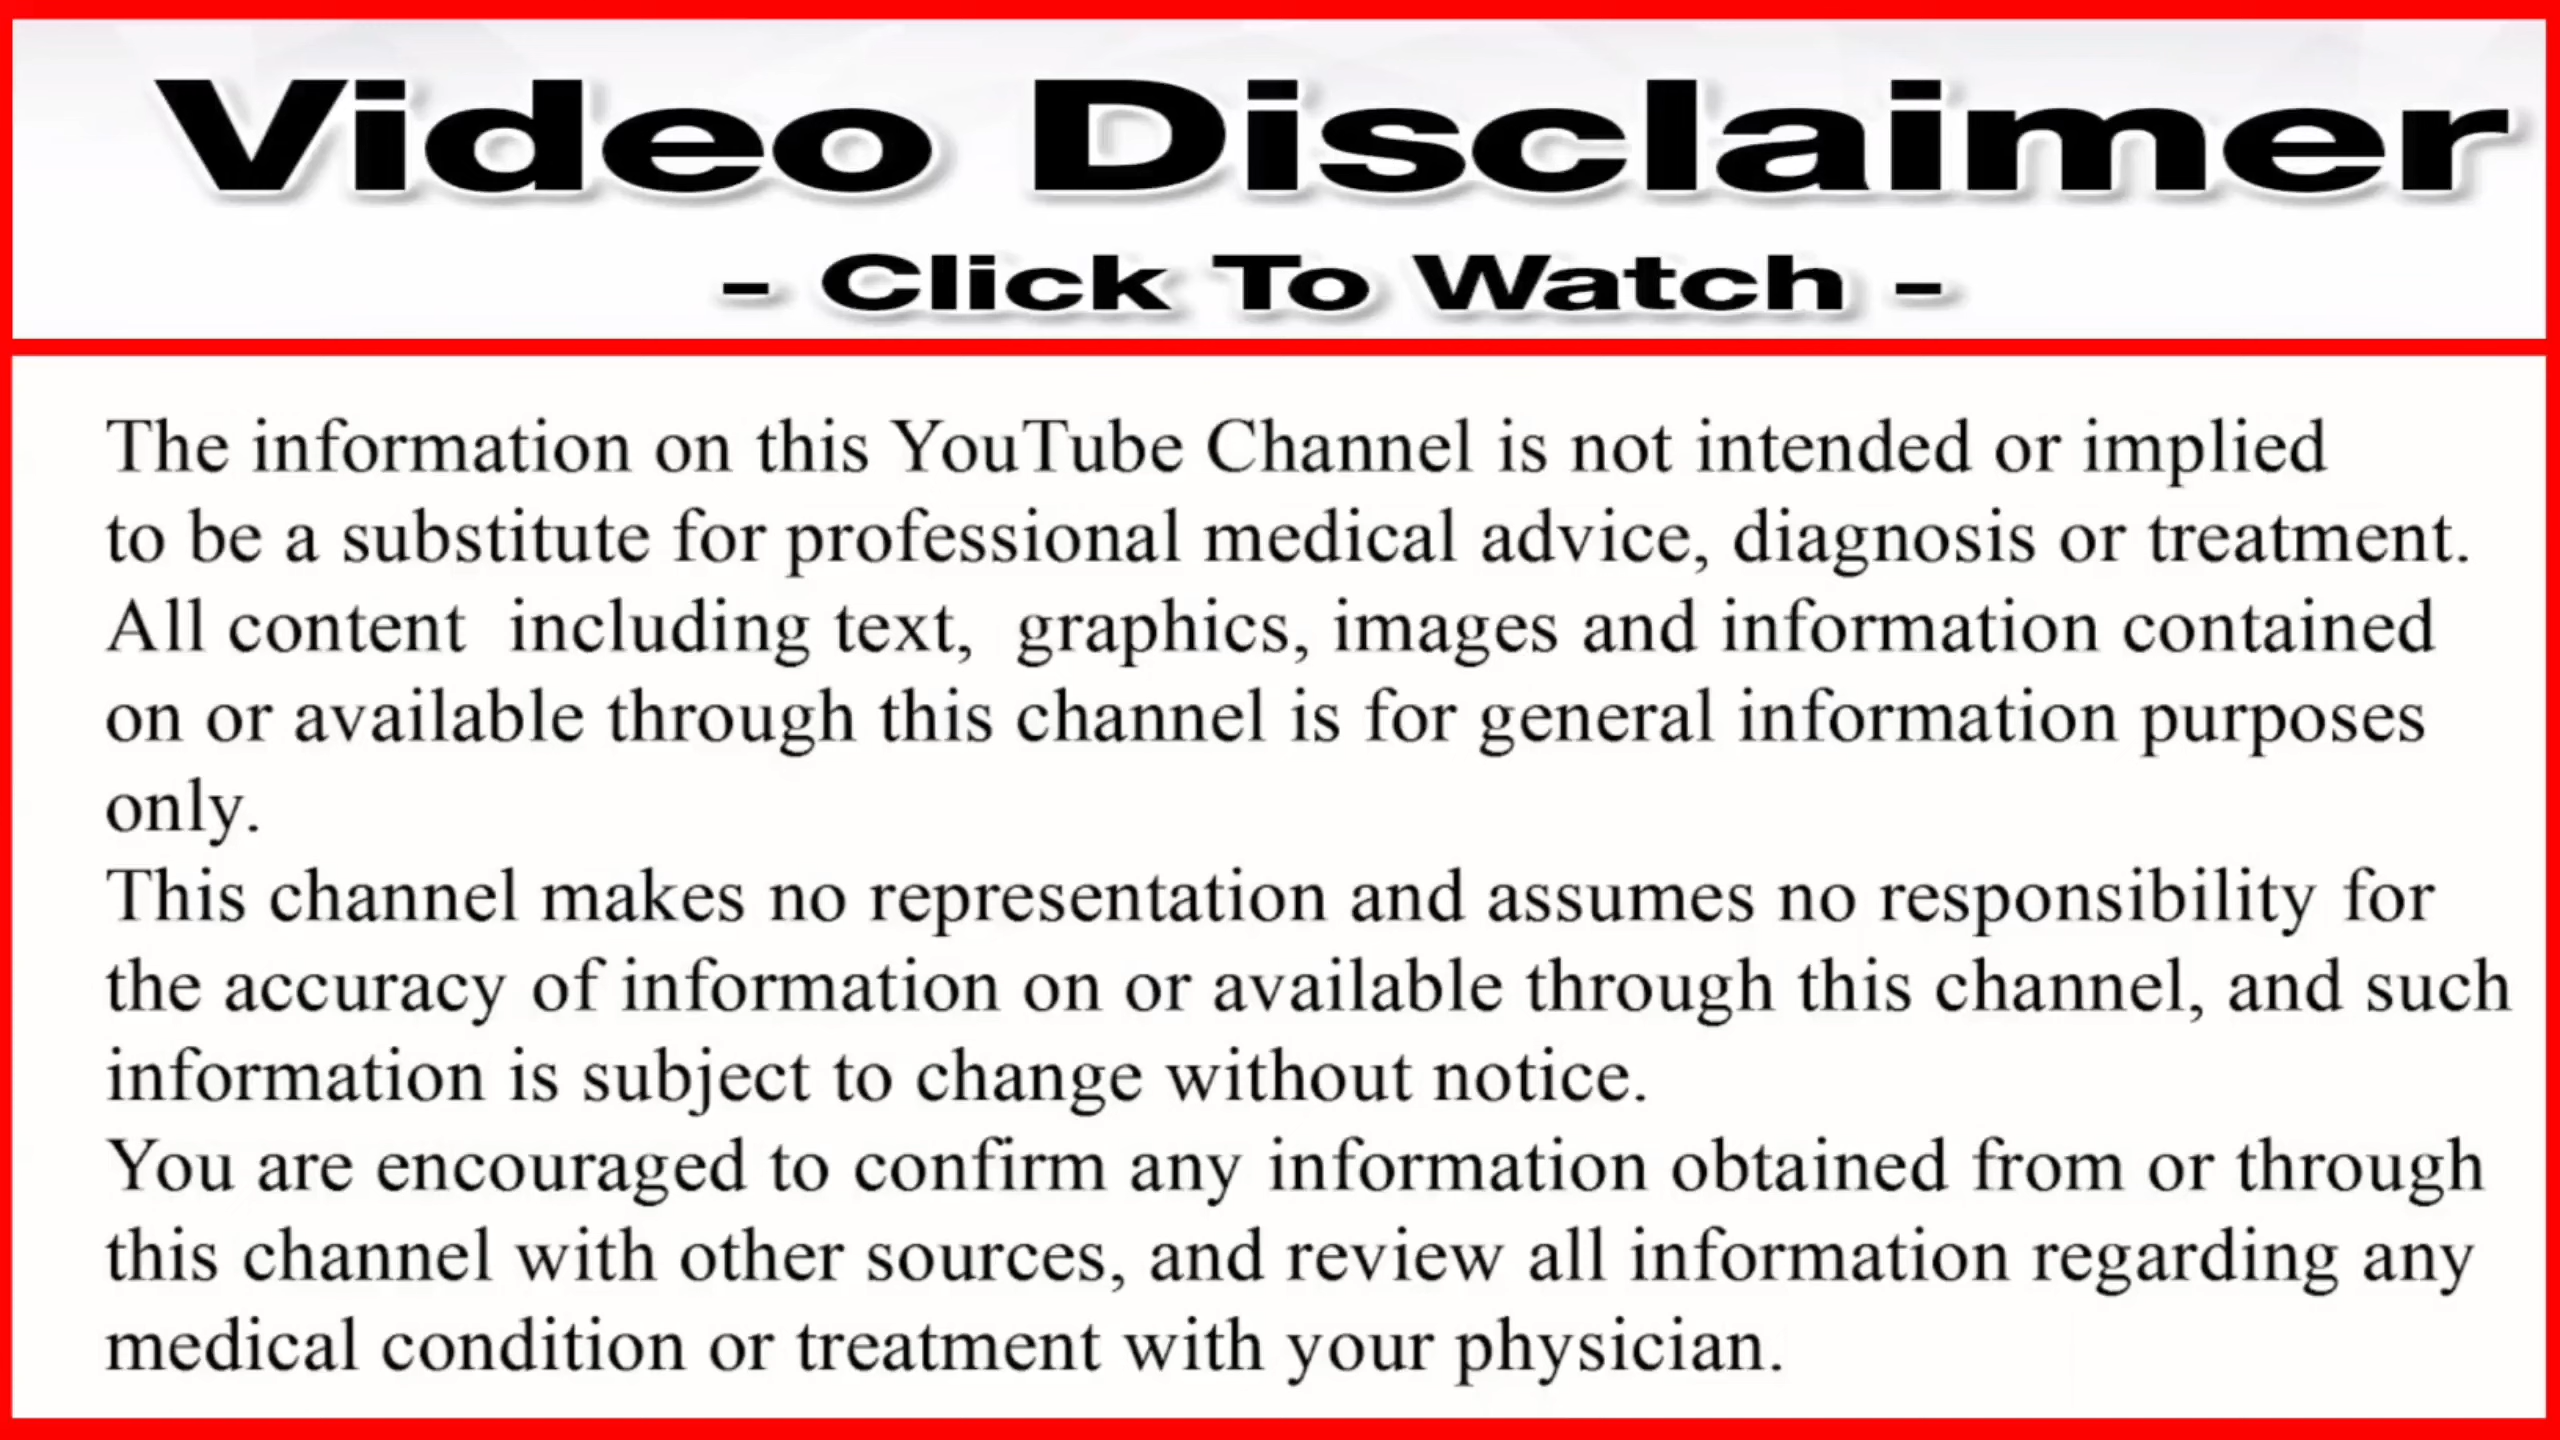 Video Disclaimer
- Click To Watch -
The information on this YouTube Channel is not intended or implied
to be a substitute for professional medical advice, diagnosis or treatment.
All content  including text,  graphics, images and information contained
on or available through this channel is for general information purposes
only.
This channel makes no representation and assumes no responsibility for
the accuracy of information on or available through this channel, and such
information is subject to change without notice.
You are encouraged to confirm any information obtained from or through
this channel with other sources, and review all information regarding any
medical condition or treatment with your physician.